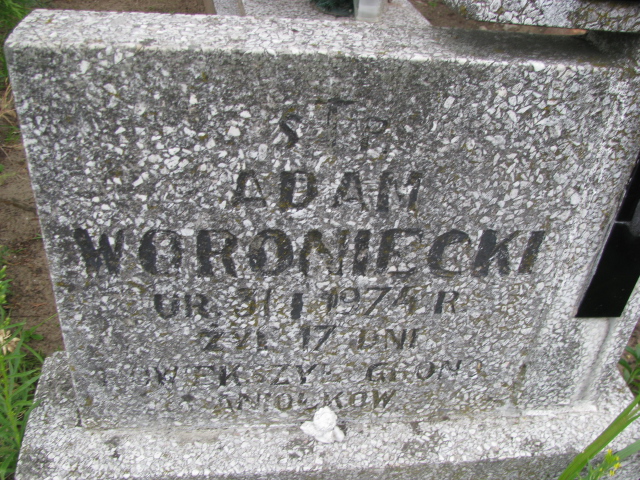 S†P.
ADAM
WORONIECKI
UR. 31.I 1974 R
ŻYŁ 17 DNI
POWIĘKSZYŁ GRONO
ANIOŁKÓW